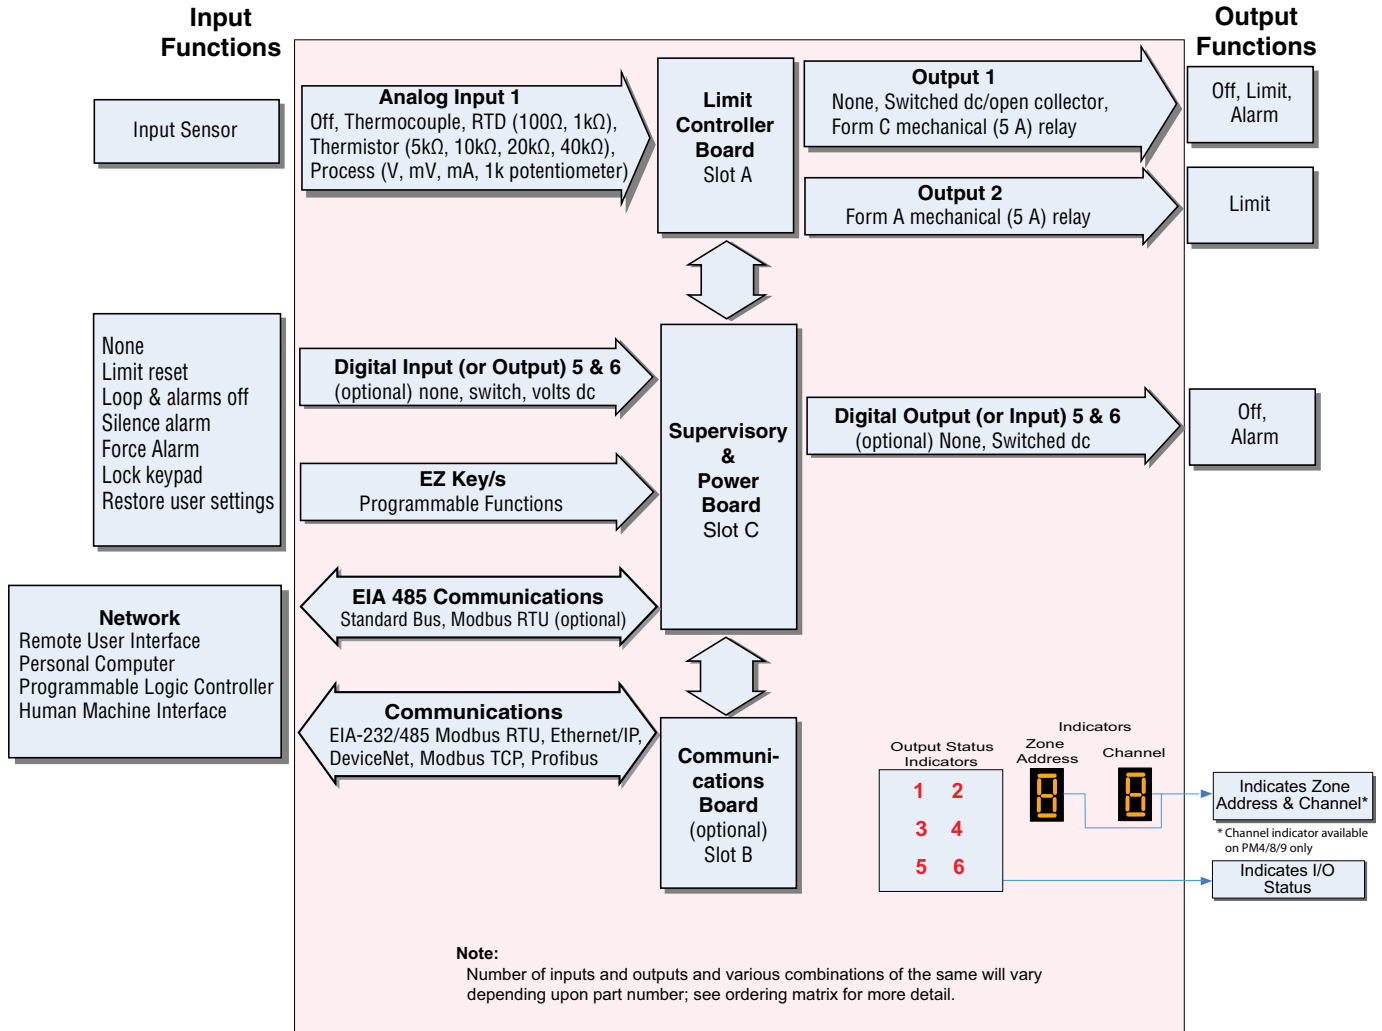 Input
Functions
Output
Functions
Input Sensor
Analog Input 1
Off, Thermocouple, RTD (100Ω, 1kΩ),
Thermistor (5kΩ, 10kΩ, 20kΩ, 40kΩ),
Process (V, mV, mA, 1k potentiometer)
Limit
Controller
Board
Slot A
Output 1
None, Switched dc/open collector,
Form C mechanical (5 A) relay
Off, Limit,
Alarm
Output 2
Form A mechanical (5 A) relay
Limit
None
Limit reset
Loop & alarms off
Silence alarm
Force Alarm
Lock keypad
Restore user settings
Digital Input (or Output) 5 & 6
(optional) none, switch, volts dc
EZ Key/s
Programmable Functions
Supervisory
&
Power
Board
Slot C
Digital Output (or Input) 5 & 6
(optional) None, Switched dc
Off,
Alarm
EIA 485 Communications
Standard Bus, Modbus RTU (optional)
Network
Remote User Interface
Personal Computer
Programmable Logic Controller
Human Machine Interface
Communications
EIA-232/485 Modbus RTU, Ethernet/IP,
DeviceNet, Modbus TCP, Profibus
Communi-
cations
Board
(optional)
Slot B
Output Status
Indicators
1 2
3 4
5 6
Indicators
Zone
Address
Channel
8
8
Indicates Zone
Address & Channel*
* Channel indicator available
on PM4/8/9 only
Indicates I/O
Status
Note:
Number of inputs and outputs and various combinations of the same will vary
depending upon part number; see ordering matrix for more detail.